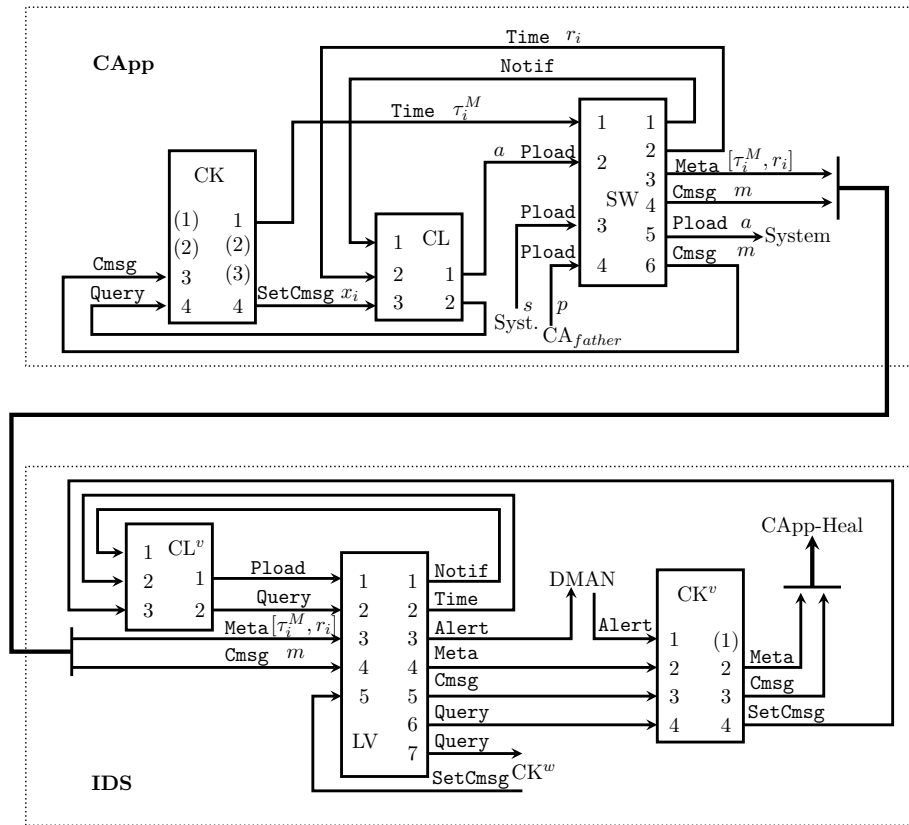 Time r_i
CApp
Notif
Time τ_i^M
1 1
a Pload
2 2
Meta [τ_i^M, r_i]
3
CK
Cmsg m
SW 4
(1) 1
Pload
3
Pload a
5
System
(2) (2)
1 CL
Pload
Cmsg m
4 6
Cmsg
3 (3)
2 1
Query
4 4
SetCmsg x_i
3 2
s p
Syst.
CA_father
CApp-Heal
1 CL^v
2 1
Pload
1 1
Notif
DMAN
CK^v
3 2
Query
2 2
Time
Meta [τ_i^M, r_i]
3 3
Alert
Alert
1 (1)
Cmsg m
4 4
Meta
2 2
Meta
5 5
Cmsg
3 3
Cmsg
6
Query
4 4
SetCmsg
LV 7
Query
IDS
SetCmsg
CK^w